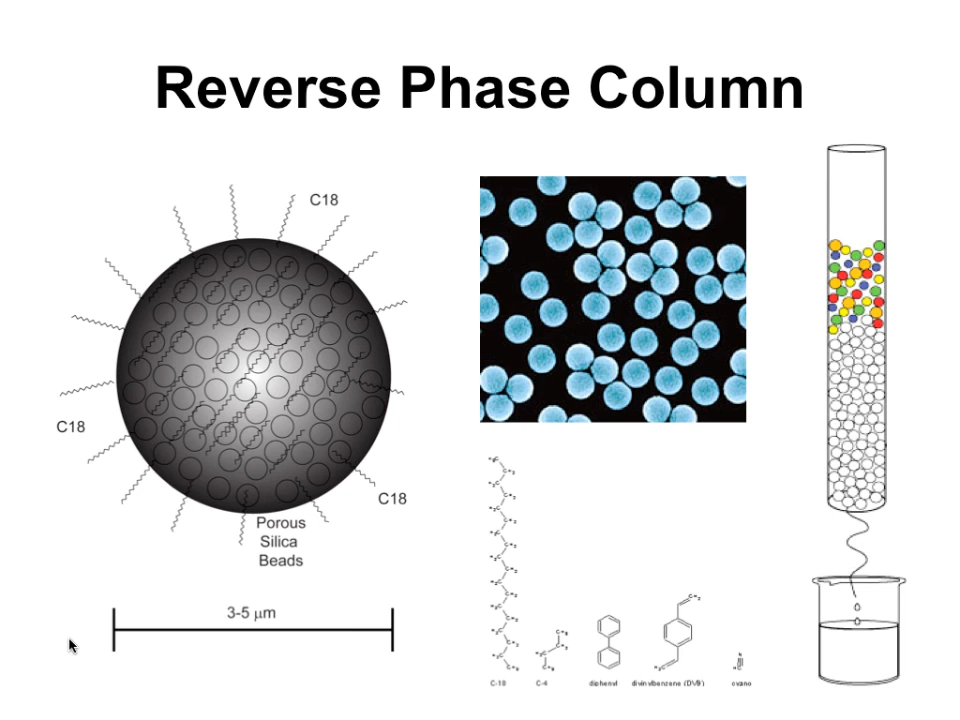 Reverse Phase Column
C18
C18
C18
Porous
Silica
Beads
3-5 µm
C-18
C-4
diphenyl
divinylbenzene (DVB)
cyano